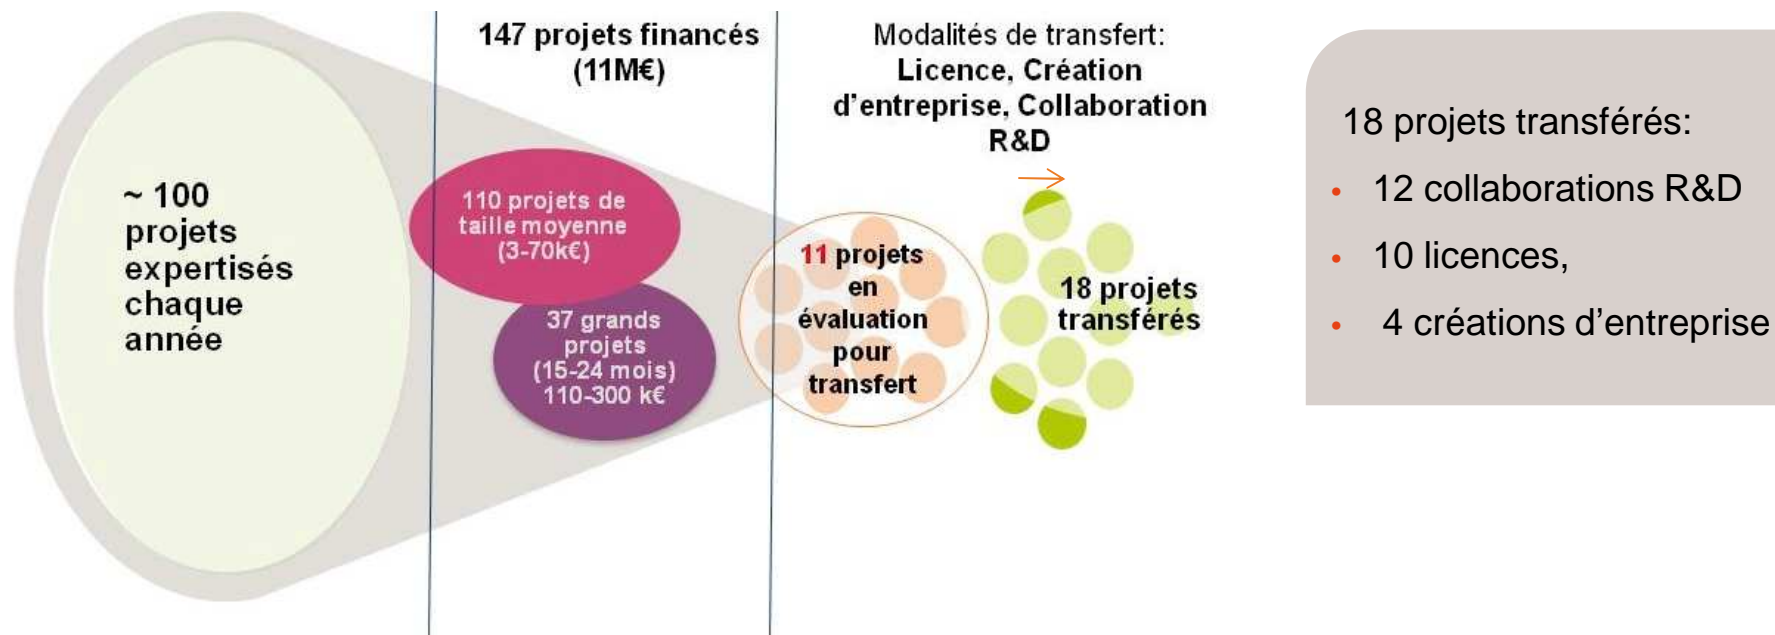 ~ 100
projets
expertisés
chaque
année
147 projets financés
(11M€)
110 projets de
taille moyenne
(3-70k€)
37 grands
projets
(15-24 mois)
110-300 k€
Modalités de transfert:
Licence, Création
d’entreprise, Collaboration
R&D
11 projets
en
évaluation
pour
transfert
18 projets
transférés
18 projets transférés:
• 12 collaborations R&D
• 10 licences,
• 4 créations d’entreprise